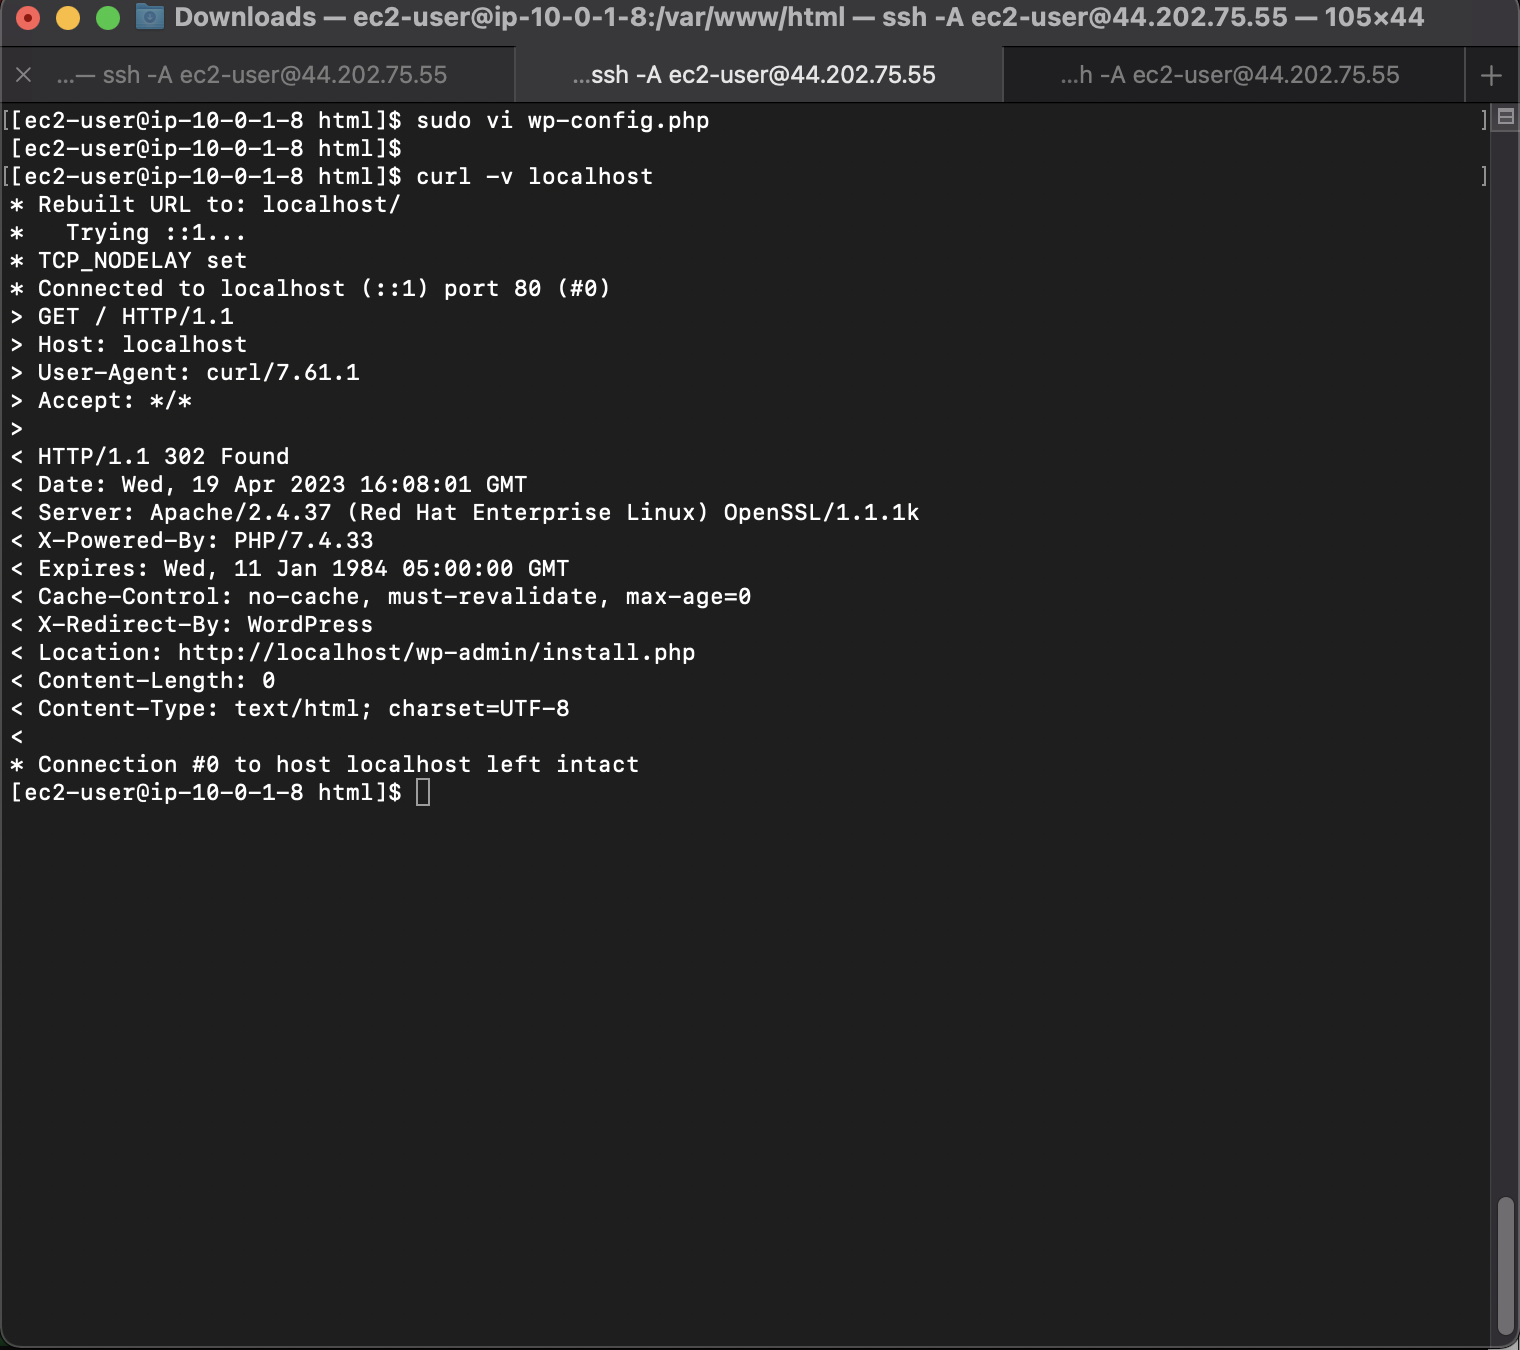 Downloads — ec2-user@ip-10-0-1-8:/var/www/html — ssh -A ec2-user@44.202.75.55 — 105×44
...— ssh -A ec2-user@44.202.75.55 ...ssh -A ec2-user@44.202.75.55 ...h -A ec2-user@44.202.75.55
[[ec2-user@ip-10-0-1-8 html]$ sudo vi wp-config.php ]
[ec2-user@ip-10-0-1-8 html]$
[[ec2-user@ip-10-0-1-8 html]$ curl -v localhost ]
* Rebuilt URL to: localhost/
*   Trying ::1...
* TCP_NODELAY set
* Connected to localhost (::1) port 80 (#0)
> GET / HTTP/1.1
> Host: localhost
> User-Agent: curl/7.61.1
> Accept: */*
>
< HTTP/1.1 302 Found
< Date: Wed, 19 Apr 2023 16:08:01 GMT
< Server: Apache/2.4.37 (Red Hat Enterprise Linux) OpenSSL/1.1.1k
< X-Powered-By: PHP/7.4.33
< Expires: Wed, 11 Jan 1984 05:00:00 GMT
< Cache-Control: no-cache, must-revalidate, max-age=0
< X-Redirect-By: WordPress
< Location: http://localhost/wp-admin/install.php
< Content-Length: 0
< Content-Type: text/html; charset=UTF-8
<
* Connection #0 to host localhost left intact
[ec2-user@ip-10-0-1-8 html]$